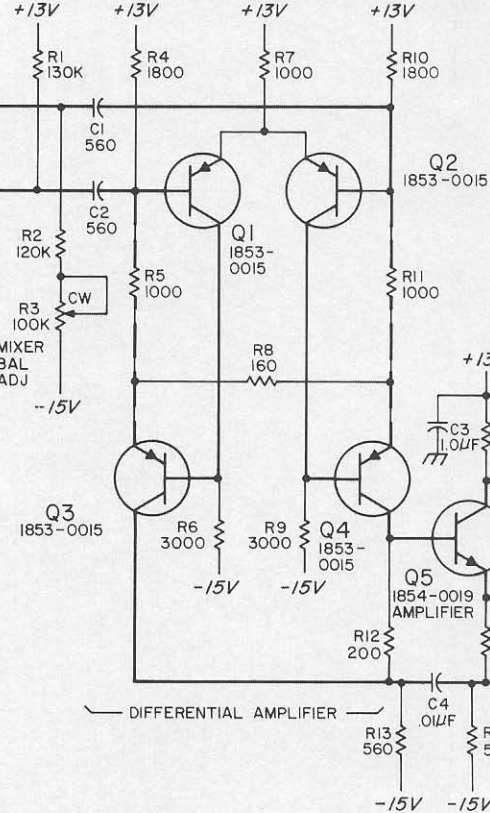 +13V
+13V
+13V
+13V
R1
130K
R4
1800
R7
1000
R10
1800
C1
560
Q2
1853-0015
C2
560
Q1
1853-
0015
R2
120K
R5
1000
R11
1000
CW
R3
100K
MIXER
BAL
ADJ
R8
160
+13
-15V
C3
1.0µF
Q3
1853-0015
R6
3000
R9
3000
Q4
1853-
0015
-15V
-15V
Q5
1854-0019
AMPLIFIER
R12
200
DIFFERENTIAL AMPLIFIER
C4
.01µF
R13
560
R
5
-15V
-15V